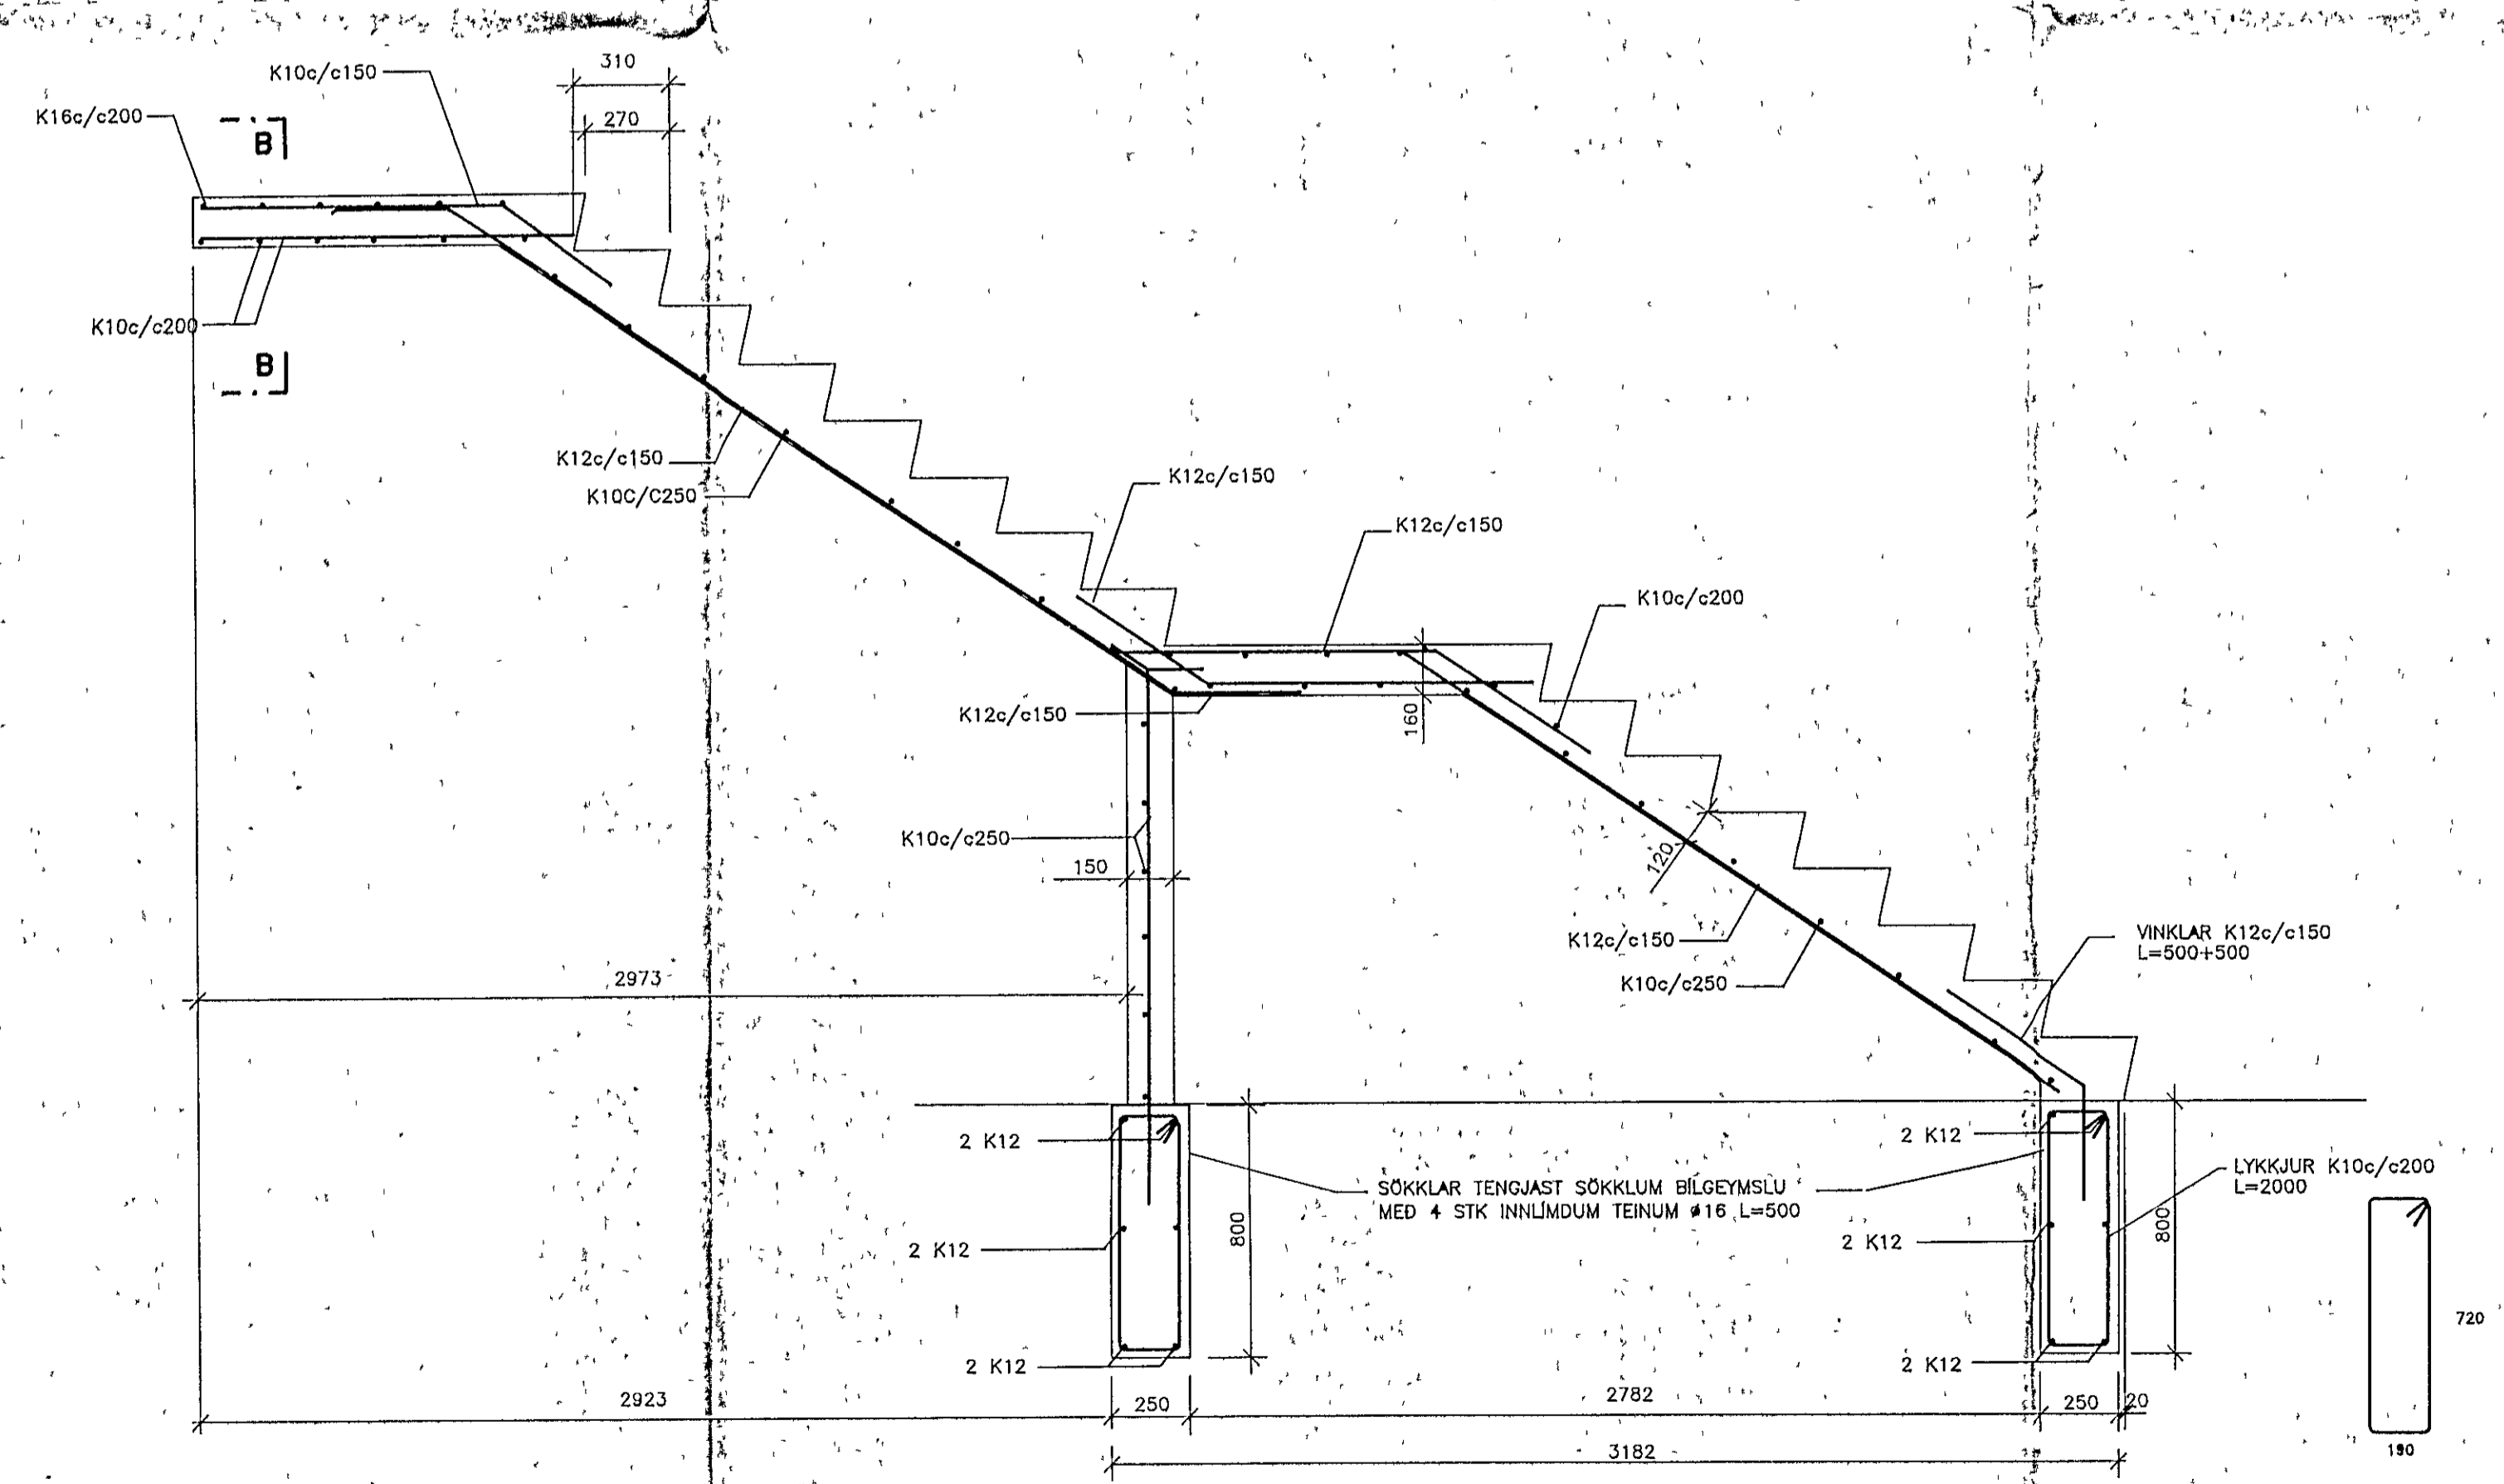 310
K10c/c150
K16c/c200
270
B
K10c/c200
B
K12c/c150
K10C/C250
K12c/c150
K12c/c150
K10c/c200
K12c/c150
160
K10c/c250
150
120
K12c/c150
K10c/c250
VINKLAR K12c/c150
L=500+500
2973
2 K12
2 K12
SÖKKLAR TENGJAST SÖKKLUM BÍLGEYMSLU
MEÐ 4 STK INNLÍMDUM TEINUM ø16 L=500
LYKKJUR K10c/c200
L=2000
800
800
2 K12
2 K12
720
2 K12
2 K12
2923
250
2782
250
20
3182